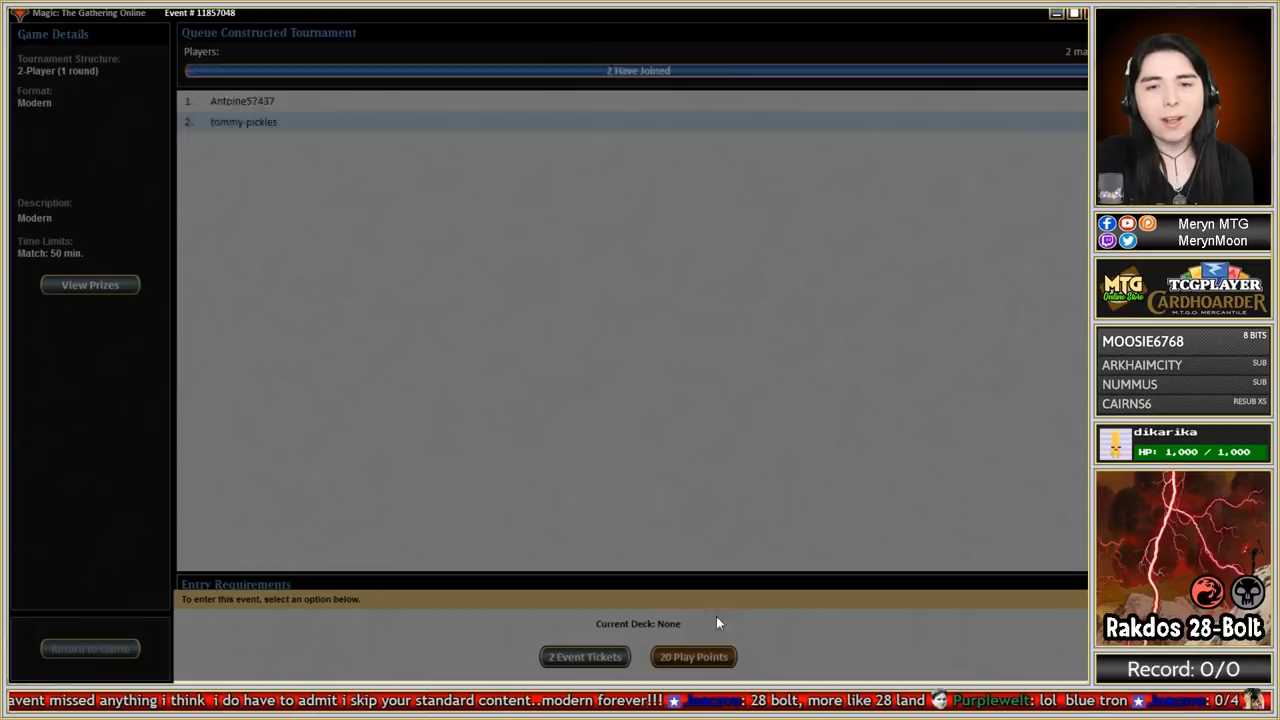 Magic: The Gathering Online Event # 11857048
Game Details
Tournament Structure:
2-Player (1 round)
Format:
Modern
Description:
Modern
Time Limits:
Match: 50 min.
View Prizes
Return to Game
Queue Constructed Tournament
Players: 2 ma
2 Have Joined
1. Antoine57437
2. tommy-pickles
Entry Requirements
To enter this event, select an option below.
Current Deck: None
2 Event Tickets 20 Play Points
Meryn MTG
MerynMoon
MTG
Online Store
TCGPLAYER
CARDHOARDER
M.T.G.O. MERCANTILE
MOOSIE6768 8 BITS
ARKHAIMCITY SUB
NUMMUS SUB
CAIRNS6 RESUB X5
dikarika
HP: 1,000 / 1,000
Rakdos 28-Bolt
Record: 0/0
avent missed anything i think i do have to admit i skip your standard content..modern forever!!! : 28 bolt, more like 28 land Purplewelt: lol blue tron : 0/4